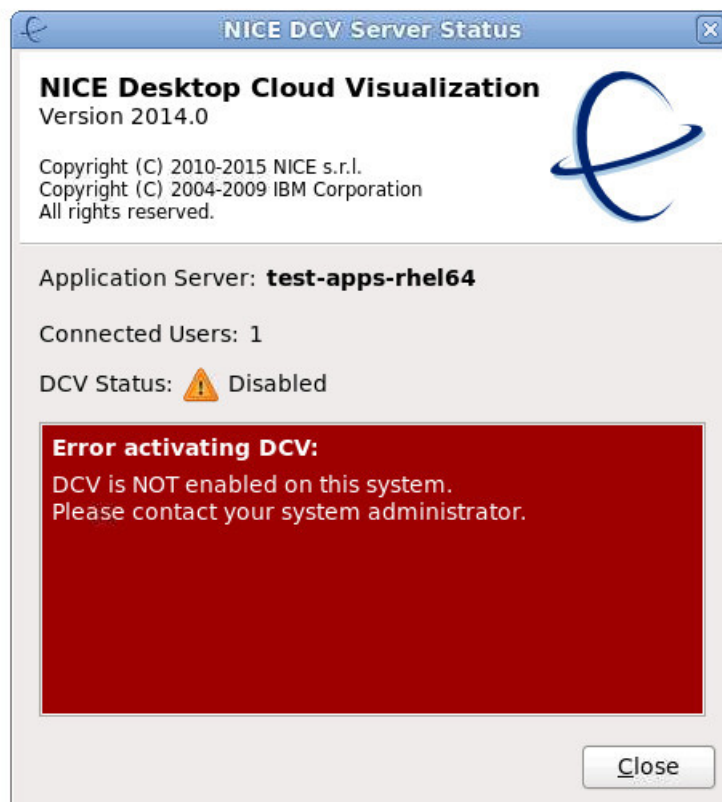 NICE DCV Server Status
NICE Desktop Cloud Visualization
Version 2014.0
Copyright (C) 2010-2015 NICE s.r.l.
Copyright (C) 2004-2009 IBM Corporation
All rights reserved.
Application Server: test-apps-rhel64
Connected Users: 1
DCV Status: Disabled
Error activating DCV:
DCV is NOT enabled on this system.
Please contact your system administrator.
Close